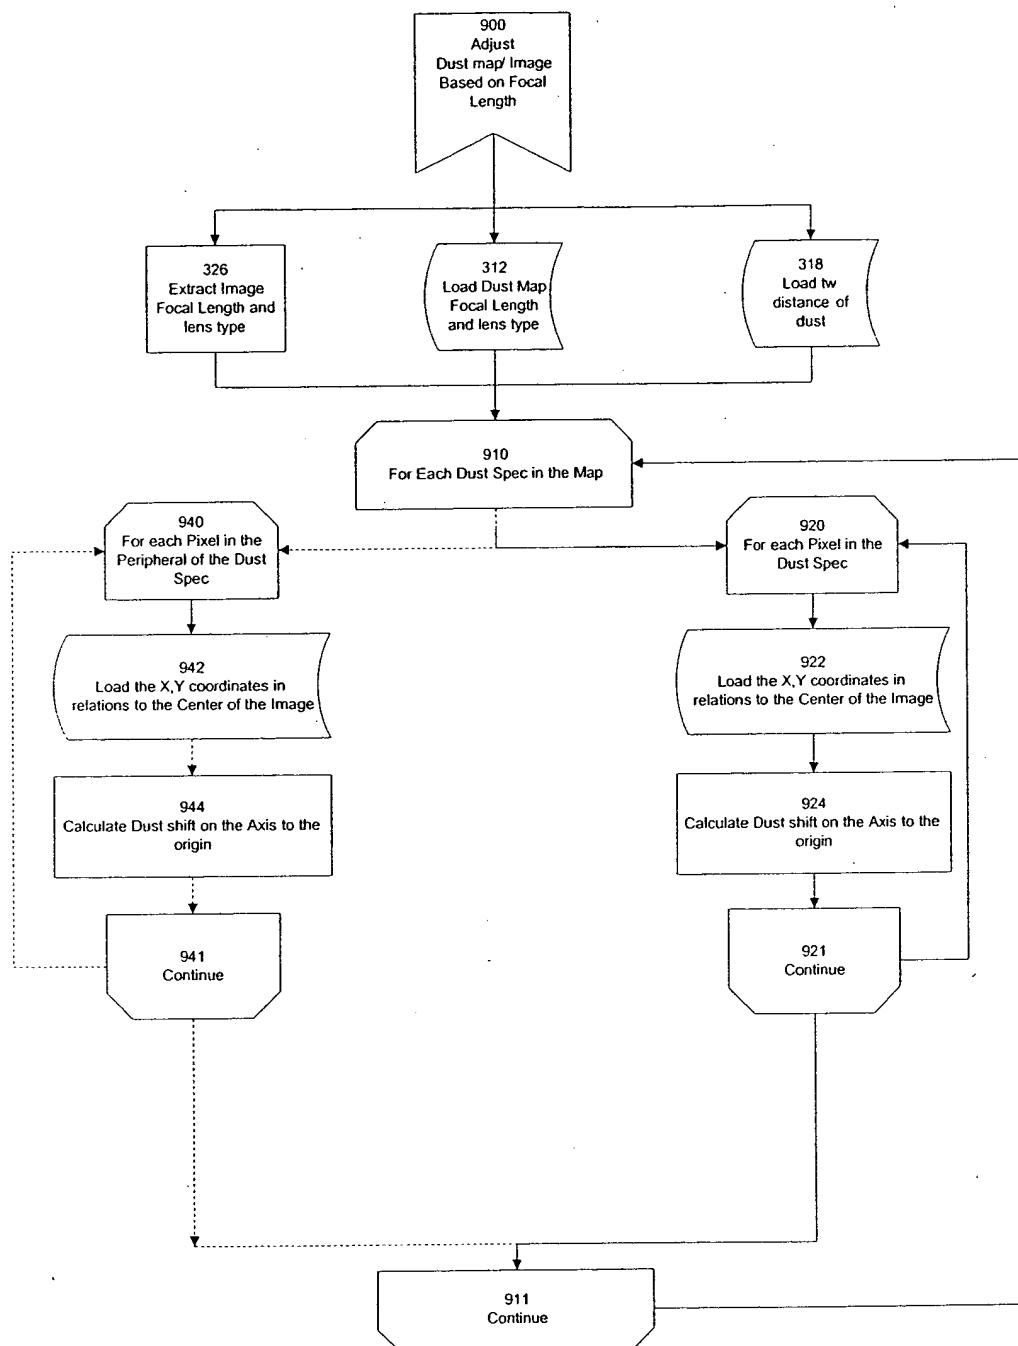 900
Adjust
Dust map/ Image
Based on Focal
Length
326
Extract Image
Focal Length and
lens type
312
Load Dust Map
Focal Length
and lens type
318
Load tw
distance of
dust
910
For Each Dust Spec in the Map
940
For each Pixel in the
Peripheral of the Dust
Spec
920
For each Pixel in the
Dust Spec
942
Load the X,Y coordinates in
relations to the Center of the Image
922
Load the X,Y coordinates in
relations to the Center of the Image
944
Calculate Dust shift on the Axis to the
origin
924
Calculate Dust shift on the Axis to the
origin
941
Continue
921
Continue
911
Continue